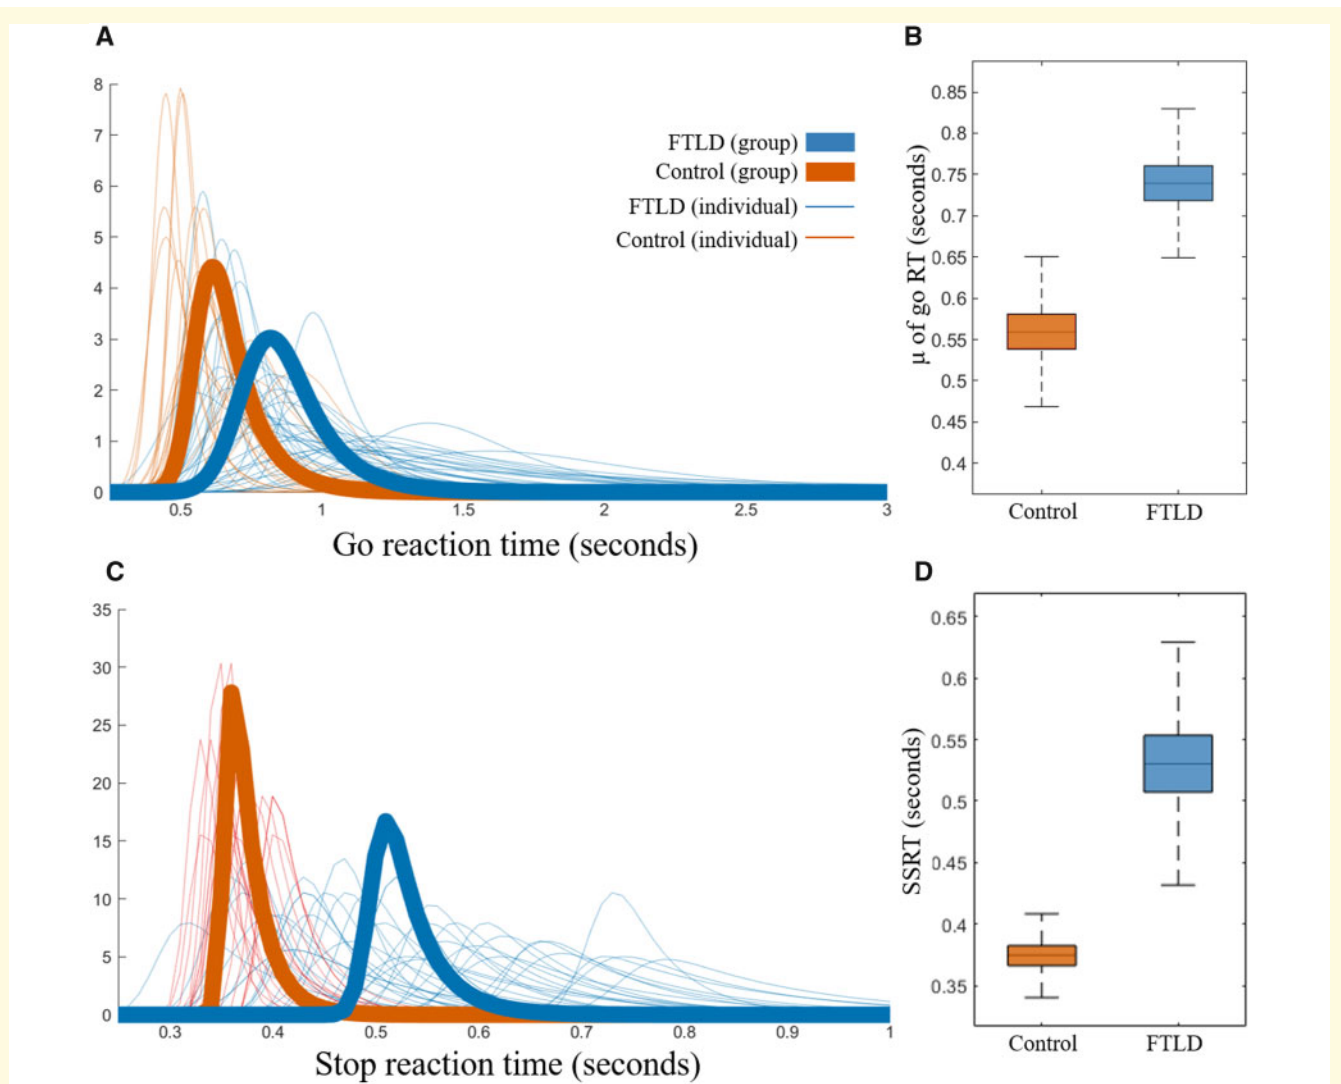 A
8
7
6
5
4
3
2
1
0
0.5 1 1.5 2 2.5 3
FTLD (group)
Control (group)
FTLD (individual)
Control (individual)
Go reaction time (seconds)
B
0.85
0.8
0.75
0.7
0.65
0.6
0.55
0.5
0.45
0.4
μ of go RT (seconds)
Control FTLD
C
35
30
25
20
15
10
5
0
0.3 0.4 0.5 0.6 0.7 0.8 0.9 1
Stop reaction time (seconds)
D
0.65
0.6
0.55
0.5
0.45
0.4
0.35
SSRT (seconds)
Control FTLD